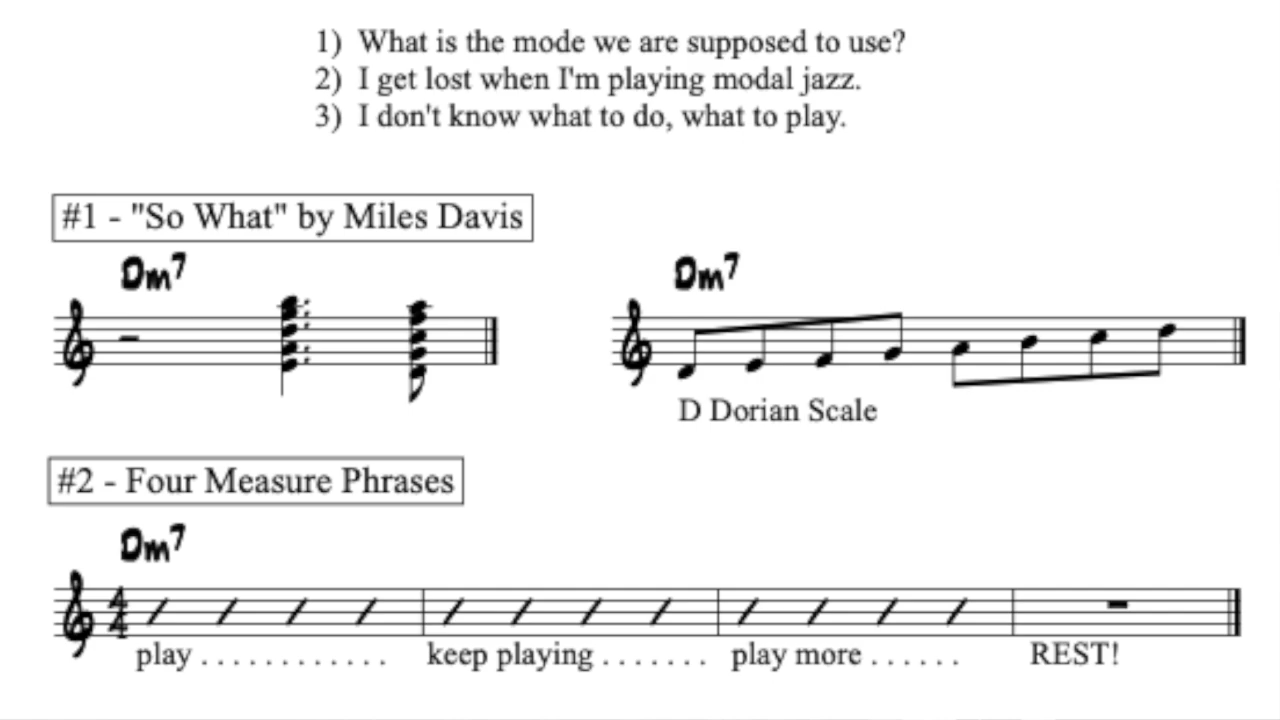 1) What is the mode we are supposed to use?
2) I get lost when I'm playing modal jazz.
3) I don't know what to do, what to play.
#1 - "So What" by Miles Davis
Dm7 Dm7
D Dorian Scale
#2 - Four Measure Phrases
Dm7
4
4
play . . . . . . . . . . . . keep playing . . . . . . . play more . . . . . . REST!